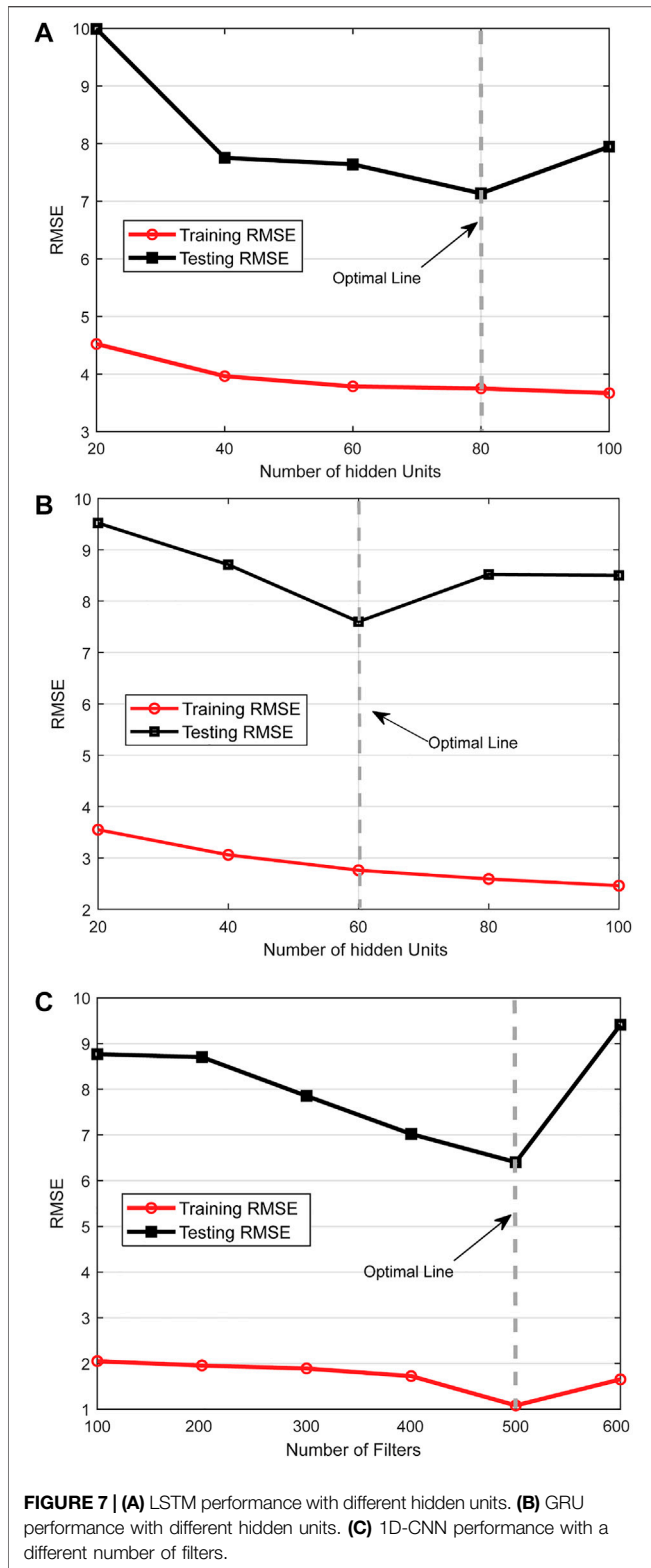 A
10
9
8
7
6
5
4
3
RMSE
Training RMSE
Testing RMSE
Optimal Line
20 40 60 80 100
Number of hidden Units
B
10
9
8
7
6
5
4
3
2
RMSE
Training RMSE
Testing RMSE
Optimal Line
20 40 60 80 100
Number of hidden Units
C
10
9
8
7
6
5
4
3
2
1
RMSE
Training RMSE
Testing RMSE
Optimal Line
100 200 300 400 500 600
Number of Filters
FIGURE 7 | (A) LSTM performance with different hidden units. (B) GRU
performance with different hidden units. (C) 1D-CNN performance with a
different number of filters.